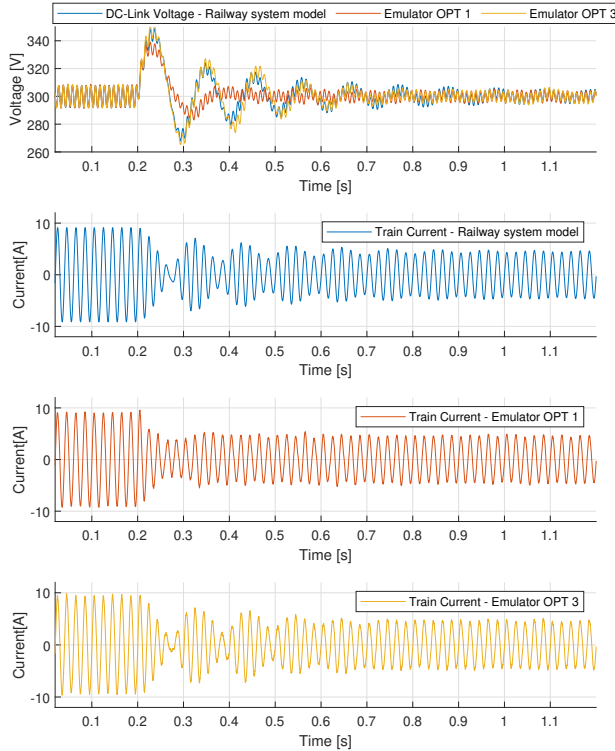 DC-Link Voltage - Railway system model Emulator OPT 1 Emulator OPT 3
Voltage [V]
340
320
300
280
260
0.1 0.2 0.3 0.4 0.5 0.6 0.7 0.8 0.9 1 1.1
Time [s]
Train Current - Railway system model
Current[A]
10
0
-10
0.1 0.2 0.3 0.4 0.5 0.6 0.7 0.8 0.9 1 1.1
Time [s]
Train Current - Emulator OPT 1
Current[A]
10
0
-10
0.1 0.2 0.3 0.4 0.5 0.6 0.7 0.8 0.9 1 1.1
Time [s]
Train Current - Emulator OPT 3
Current[A]
10
0
-10
0.1 0.2 0.3 0.4 0.5 0.6 0.7 0.8 0.9 1 1.1
Time [s]